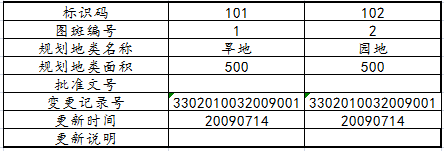 标识码 101 102
图斑编号 1 2
规划地类名称 旱地 园地
规划地类面积 500 500
批准文号
变更记录号 3302010032009001 3302010032009001
更新时间 20090714 20090714
更新说明